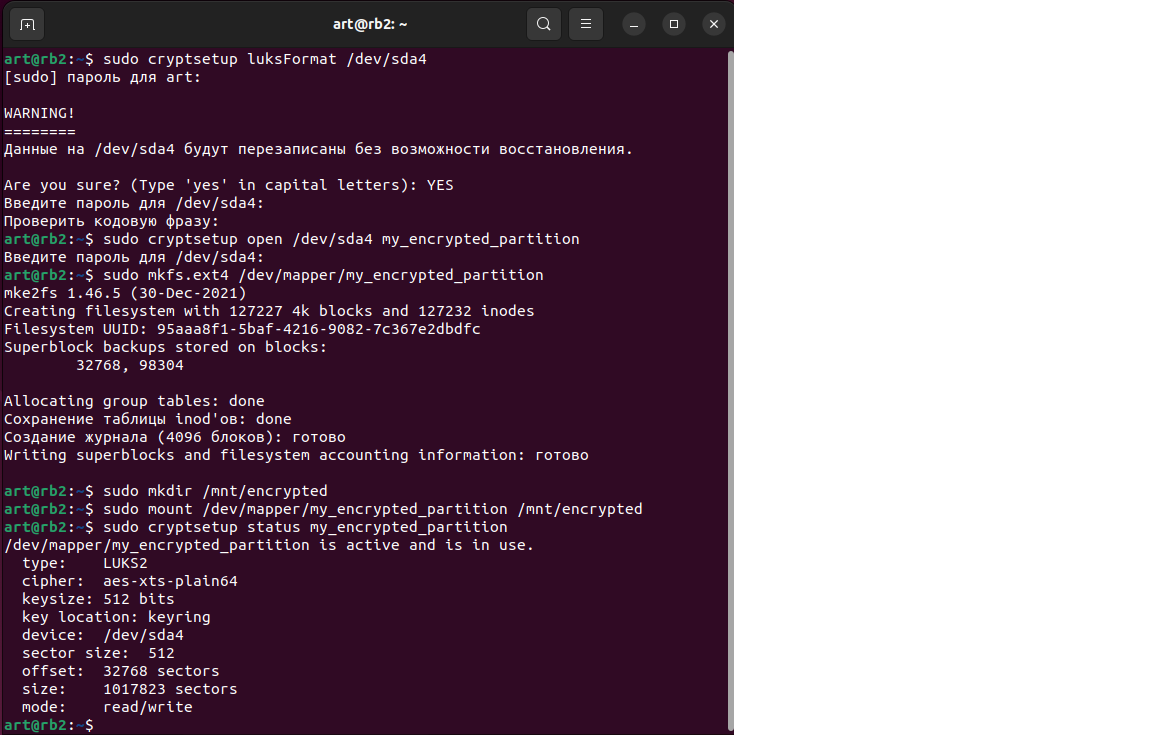 art@rb2: ~
art@rb2:~$ sudo cryptsetup luksFormat /dev/sda4
[sudo] пароль для art:
WARNING!
========
Данные на /dev/sda4 будут перезаписаны без возможности восстановления.
Are you sure? (Type 'yes' in capital letters): YES
Введите пароль для /dev/sda4:
Проверить кодовую фразу:
art@rb2:~$ sudo cryptsetup open /dev/sda4 my_encrypted_partition
Введите пароль для /dev/sda4:
art@rb2:~$ sudo mkfs.ext4 /dev/mapper/my_encrypted_partition
mke2fs 1.46.5 (30-Dec-2021)
Creating filesystem with 127227 4k blocks and 127232 inodes
Filesystem UUID: 95aaa8f1-5baf-4216-9082-7c367e2dbdfc
Superblock backups stored on blocks:
        32768, 98304
Allocating group tables: done
Сохранение таблицы inod'ов: done
Создание журнала (4096 блоков): готово
Writing superblocks and filesystem accounting information: готово
art@rb2:~$ sudo mkdir /mnt/encrypted
art@rb2:~$ sudo mount /dev/mapper/my_encrypted_partition /mnt/encrypted
art@rb2:~$ sudo cryptsetup status my_encrypted_partition
/dev/mapper/my_encrypted_partition is active and is in use.
  type:    LUKS2
  cipher:  aes-xts-plain64
  keysize: 512 bits
  key location: keyring
  device:  /dev/sda4
  sector size:  512
  offset:  32768 sectors
  size:    1017823 sectors
  mode:    read/write
art@rb2:~$